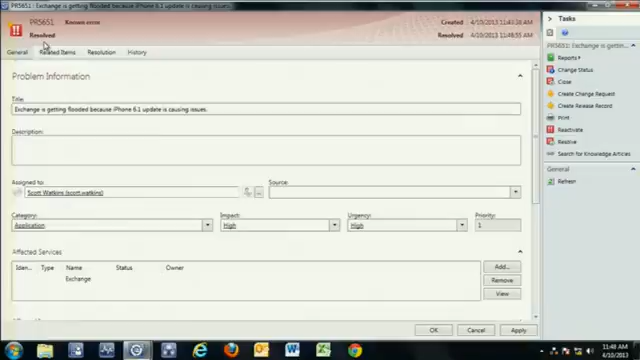 PR5651: Exchange is getting flooded because iPhone 6.1 update is causing issues.
PR5651 Known error
Resolved
Created : 4/10/2013 11:43:38 AM
Resolved : 4/10/2013 11:48:55 AM
General Related Items Resolution History
Problem Information
Title:
Exchange is getting flooded because iPhone 6.1 update is causing issues.
Description:
Assigned to: Source:
Scott Watkins (scott.watkins)
Category: Impact: Urgency: Priority:
Application High High 1
Affected Services
Iden... Type Name Status Owner
Exchange
Add...
Remove
View
OK Cancel Apply
Tasks
PR5651: Exchange is getting fl...
Reports
Change Status
Close
Create Change Request
Create Release Record
Print
Reactivate
Resolve
Search for Knowledge Articles
General
Refresh
11:48 AM
4/10/2013